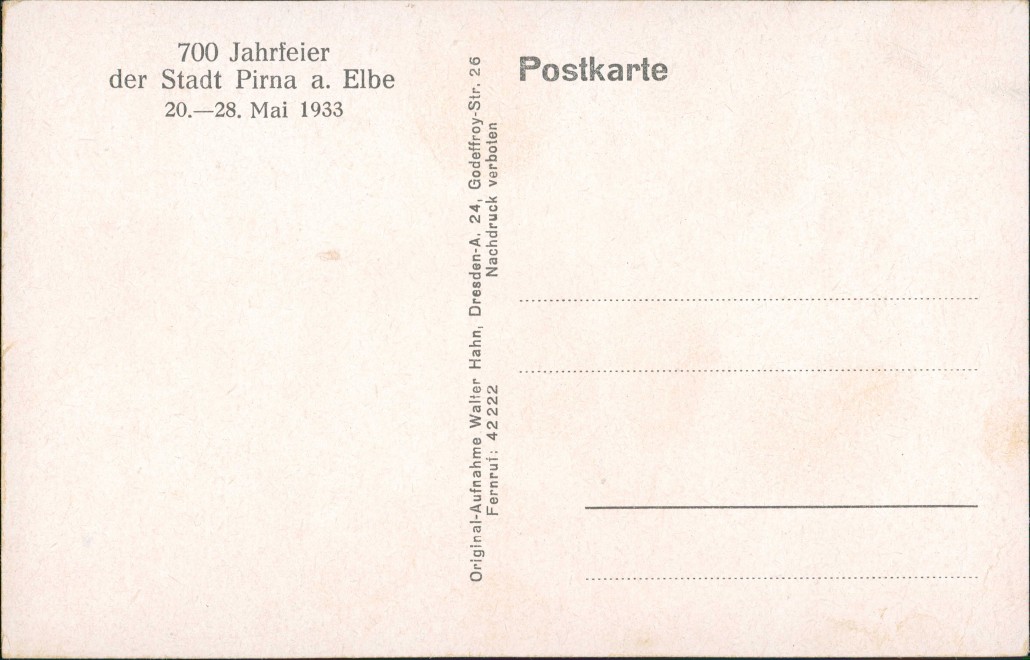 700 Jahrfeier
der Stadt Pirna a. Elbe
20.—28. Mai 1933
Original-Aufnahme Walter Hahn, Dresden-A. 24, Godeffroy-Str. 26
Fernruf: 42222 Nachdruck verboten
Postkarte